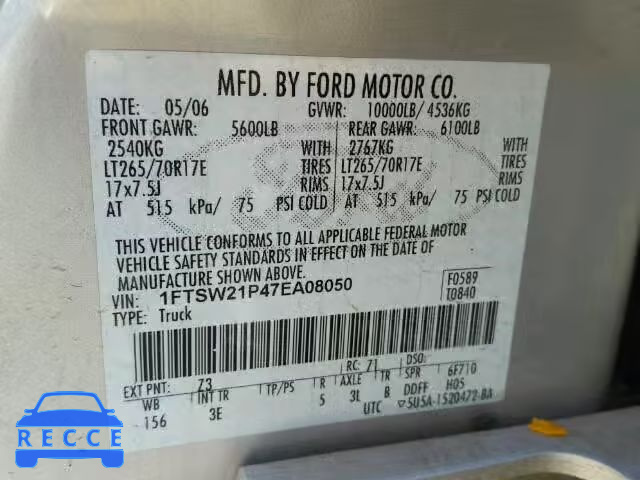 MFD. BY FORD MOTOR CO.
DATE: 05/06 GVWR: 10000LB/ 4536KG
FRONT GAWR: 5600LB REAR GAWR: 6100LB
2540KG WITH 2767KG WITH
LT265/70R17E TIRES LT265/70R17E TIRES
17x7.5J RIMS 17x7.5J RIMS
AT 515 kPa/ 75 PSI COLD AT 515 kPa/ 75 PSI COLD
THIS VEHICLE CONFORMS TO ALL APPLICABLE FEDERAL MOTOR
VEHICLE SAFETY STANDARDS IN EFFECT ON THE DATE OF
MANUFACTURE SHOWN ABOVE.
VIN: 1FTSW21P47EA08050 F0589
TYPE: Truck T0840
EXT PNT: Z3 RC: 71 DSO:
WB INT TR TP/PS R AXLE TR SPR 6F710
156 3E 5 3L B DDFF H05
UTC ▽5U5A-1520472-BA
RECCE